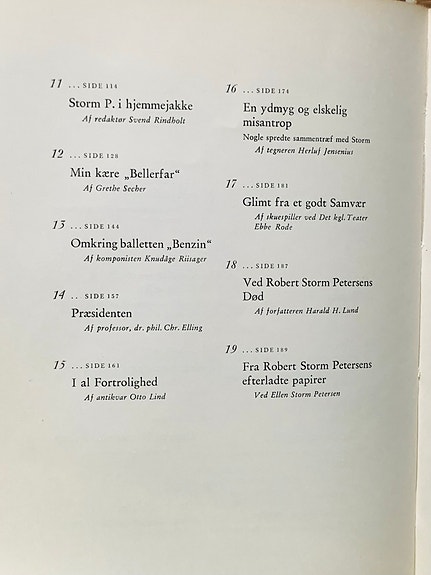 11 ... SIDE 114
Storm P. i hjemmejakke
Af redaktør Svend Rindholt
12 ... SIDE 128
Min kære „Bellerfar“
Af Grethe Secher
13 ... SIDE 144
Omkring balletten „Benzin“
Af komponisten Knudåge Riisager
14 .. SIDE 157
Præsidenten
Af professor, dr. phil. Chr. Elling
15 ... SIDE 161
I al Fortrolighed
Af antikvar Otto Lind
16 ... SIDE 174
En ydmyg og elskelig
misantrop
Nogle spredte sammentræf med Storm
Af tegneren Herluf Jensenius
17 ... SIDE 181
Glimt fra et godt Samvær
Af skuespiller ved Det kgl. Teater
Ebbe Rode
18 ... SIDE 187
Ved Robert Storm Petersens
Død
Af forfatteren Harald H. Lund
19 ... SIDE 189
Fra Robert Storm Petersens
efterladte papirer
Ved Ellen Storm Petersen